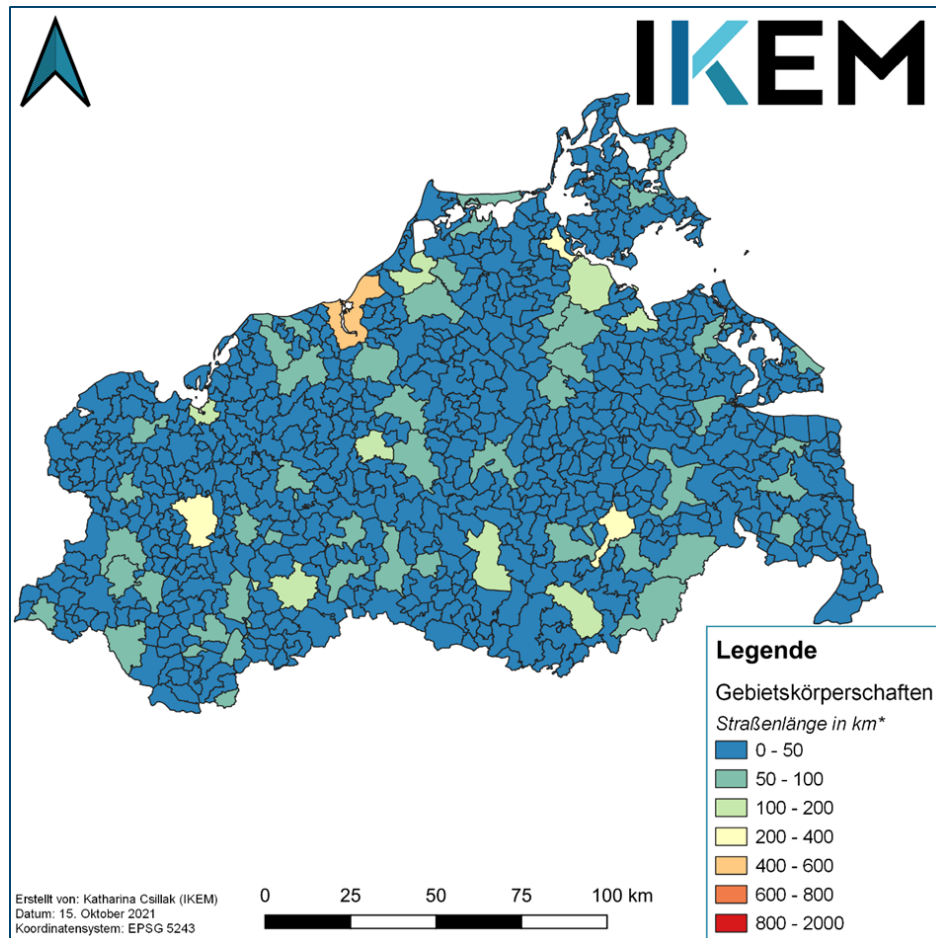 IKEM
Legende
Gebietskörperschaften
Straßenlänge in km*
0 - 50
50 - 100
100 - 200
200 - 400
400 - 600
600 - 800
800 - 2000
Erstellt von: Katharina Csillak (IKEM)
Datum: 15. Oktober 2021
Koordinatensystem: EPSG 5243
0 25 50 75 100 km